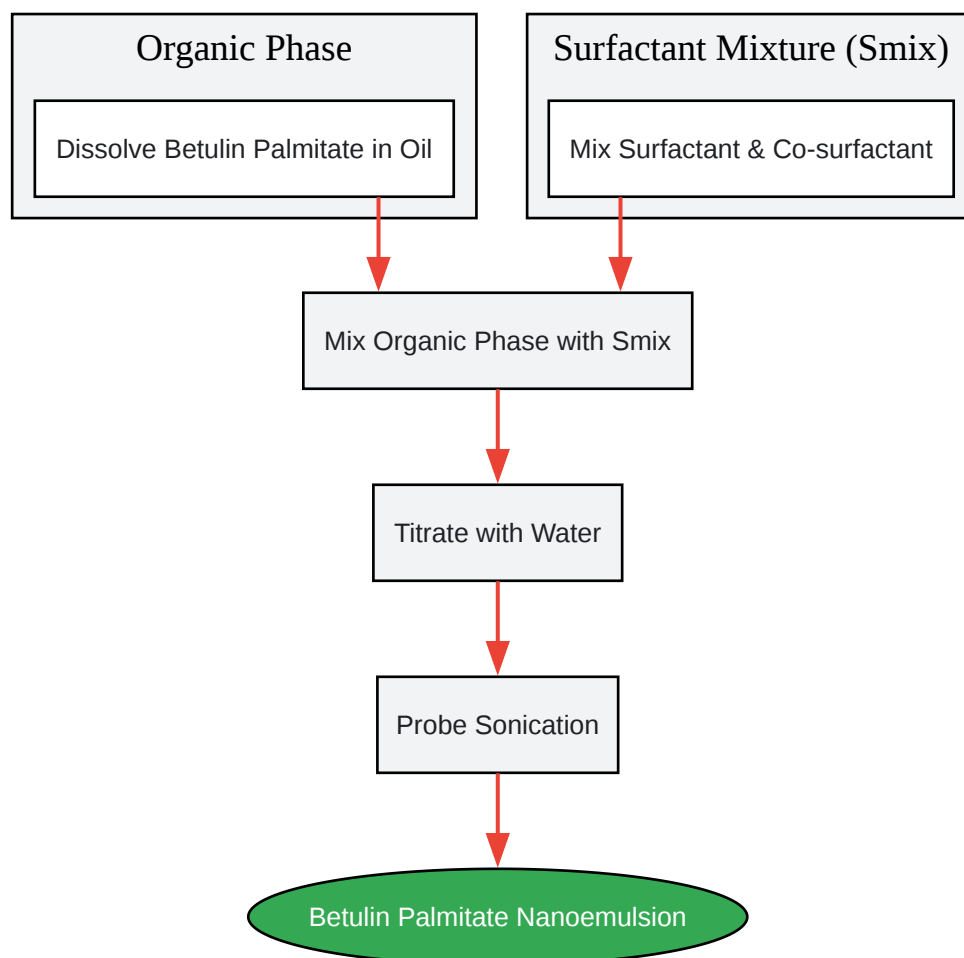 Organic Phase
Surfactant Mixture (Smix)
Dissolve Betulin Palmitate in Oil
Mix Surfactant & Co-surfactant
Mix Organic Phase with Smix
Titrate with Water
Probe Sonication
Betulin Palmitate Nanoemulsion